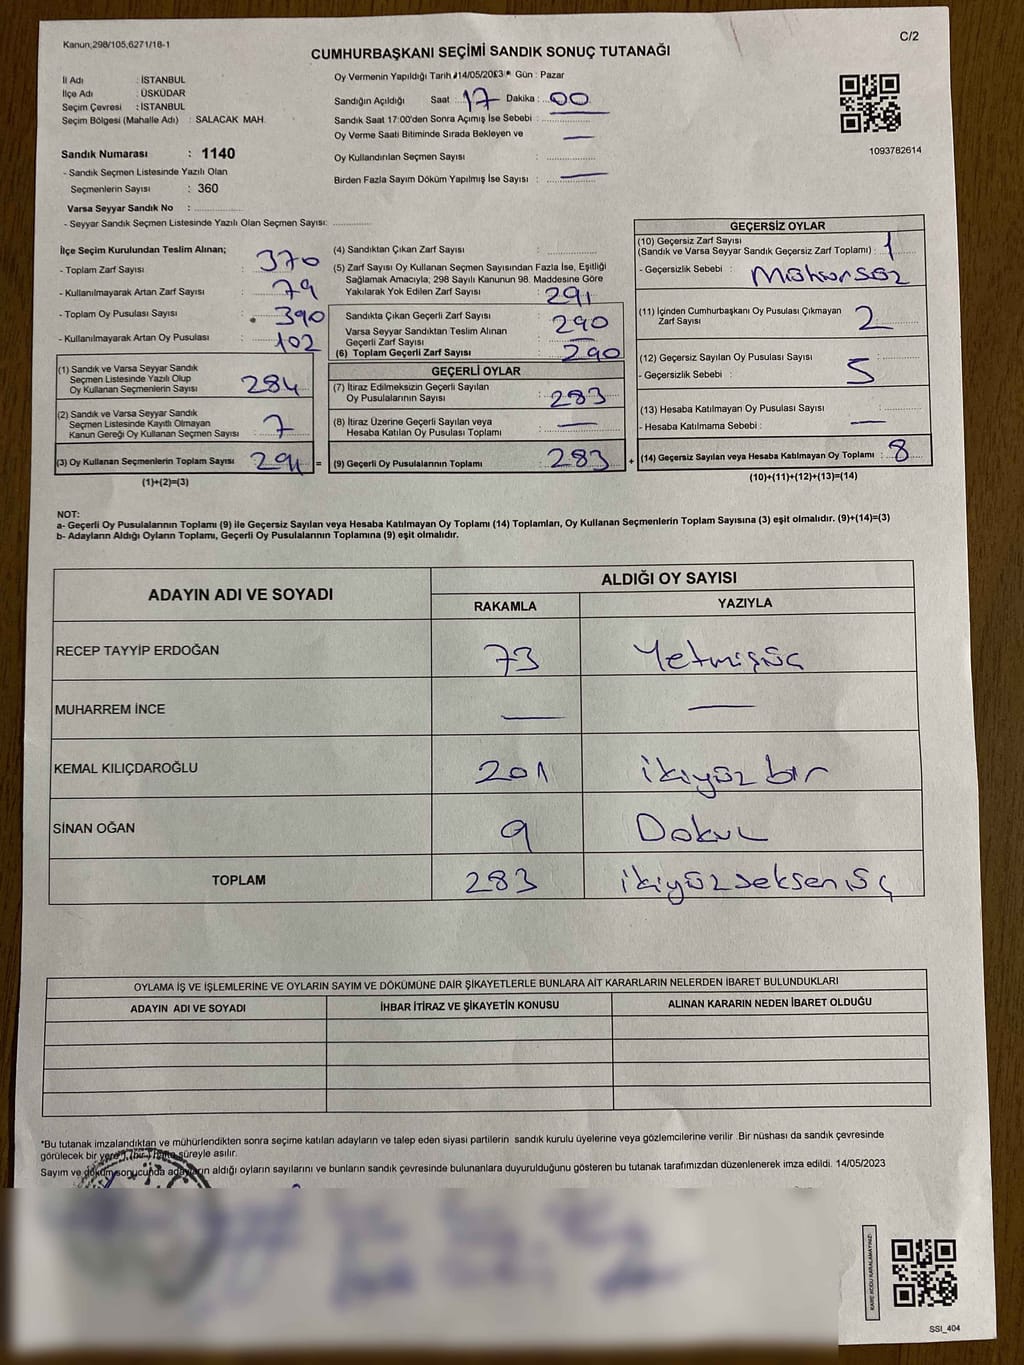 Kanun;298/105,6271/18-1
C/2
CUMHURBAŞKANI SEÇİMİ SANDIK SONUÇ TUTANAĞI
İl Adı : İSTANBUL
İlçe Adı : ÜSKÜDAR
Seçim Çevresi : İSTANBUL
Seçim Bölgesi (Mahalle Adı) : SALACAK MAH.
Sandık Numarası : 1140
- Sandık Seçmen Listesinde Yazılı Olan
Seçmenlerin Sayısı : 360
Varsa Seyyar Sandık No :
- Seyyar Sandık Seçmen Listesinde Yazılı Olan Seçmen Sayısı:
Oy Vermenin Yapıldığı Tarih :14/05/2023 Gün : Pazar
Sandığın Açıldığı Saat : 17 Dakika : 00
Sandık Saat 17:00'den Sonra Açımış İse Sebebi : —
Oy Verme Saati Bitiminde Sırada Bekleyen ve —
Oy Kullandırılan Seçmen Sayısı :
Birden Fazla Sayım Döküm Yapılmış İse Sayısı : —
1093782614
İlçe Seçim Kurulundan Teslim Alınan;
- Toplam Zarf Sayısı : 370
- Kullanılmayarak Artan Zarf Sayısı : 79
- Toplam Oy Pusulası Sayısı : 390
- Kullanılmayarak Artan Oy Pusulası : 102
(1) Sandık ve Varsa Seyyar Sandık
Seçmen Listesinde Yazılı Olup
Oy Kullanan Seçmenlerin Sayısı : 284
(2) Sandık ve Varsa Seyyar Sandık
Seçmen Listesinde Kayıtlı Olmayan
Kanun Gereği Oy Kullanan Seçmen Sayısı : 7
(3) Oy Kullanan Seçmenlerin Toplam Sayısı : 291 =
(1)+(2)=(3)
(4) Sandıktan Çıkan Zarf Sayısı :
(5) Zarf Sayısı Oy Kullanan Seçmen Sayısından Fazla İse, Eşitliği
Sağlamak Amacıyla; 298 Sayılı Kanunun 98. Maddesine Göre
Yakılarak Yok Edilen Zarf Sayısı : 291
Sandıkta Çıkan Geçerli Zarf Sayısı : 290
Varsa Seyyar Sandıktan Teslim Alınan
Geçerli Zarf Sayısı : —
(6) Toplam Geçerli Zarf Sayısı : 290
GEÇERLİ OYLAR
(7) İtiraz Edilmeksizin Geçerli Sayılan
Oy Pusulalarının Sayısı : 283
(8) İtiraz Üzerine Geçerli Sayılan veya
Hesaba Katılan Oy Pusulası Toplamı : —
(9) Geçerli Oy Pusulalarının Toplamı : 283 +
GEÇERSİZ OYLAR
(10) Geçersiz Zarf Sayısı
(Sandık ve Varsa Seyyar Sandık Geçersiz Zarf Toplamı) : 1
- Geçersizlik Sebebi : Mühürsüz
(11) İçinden Cumhurbaşkanı Oy Pusulası Çıkmayan
Zarf Sayısı : 2
(12) Geçersiz Sayılan Oy Pusulası Sayısı :
- Geçersizlik Sebebi : 5
(13) Hesaba Katılmayan Oy Pusulası Sayısı :
- Hesaba Katılmama Sebebi : —
(14) Geçersiz Sayılan veya Hesaba Katılmayan Oy Toplamı : 8
(10)+(11)+(12)+(13)=(14)
NOT:
a- Geçerli Oy Pusulalarının Toplamı (9) ile Geçersiz Sayılan veya Hesaba Katılmayan Oy Toplamı (14) Toplamları, Oy Kullanan Seçmenlerin Toplam Sayısına (3) eşit olmalıdır. (9)+(14)=(3)
b- Adayların Aldığı Oyların Toplamı, Geçerli Oy Pusulalarının Toplamına (9) eşit olmalıdır.
ADAYIN ADI VE SOYADI
ALDIĞI OY SAYISI
RAKAMLA YAZIYLA
RECEP TAYYİP ERDOĞAN 73 Yetmişüç
MUHARREM İNCE — —
KEMAL KILIÇDAROĞLU 201 ikiyüz bir
SİNAN OĞAN 9 Dokuz
TOPLAM 283 ikiyüzseksenüç
OYLAMA İŞ VE İŞLEMLERİNE VE OYLARIN SAYIM VE DÖKÜMÜNE DAİR ŞİKAYETLERLE BUNLARA AİT KARARLARIN NELERDEN İBARET BULUNDUKLARI
ADAYIN ADI VE SOYADI İHBAR İTİRAZ VE ŞİKAYETİN KONUSU ALINAN KARARIN NEDEN İBARET OLDUĞU
*Bu tutanak imzalandıktan ve mühürlendikten sonra seçime katılan adayların ve talep eden siyasi partilerin sandık kurulu üyelerine veya gözlemcilerine verilir. Bir nüshası da sandık çevresinde
görülecek bir yere 1 (bir) hafta süreyle asılır.
Sayım ve döküm sonucunda adayların aldığı oyların sayılarını ve bunların sandık çevresinde bulunanlara duyurulduğunu gösteren bu tutanak tarafımızdan düzenlenerek imza edildi. 14/05/2023
KARE KODU KARALAMAYINIZ
SSI_404